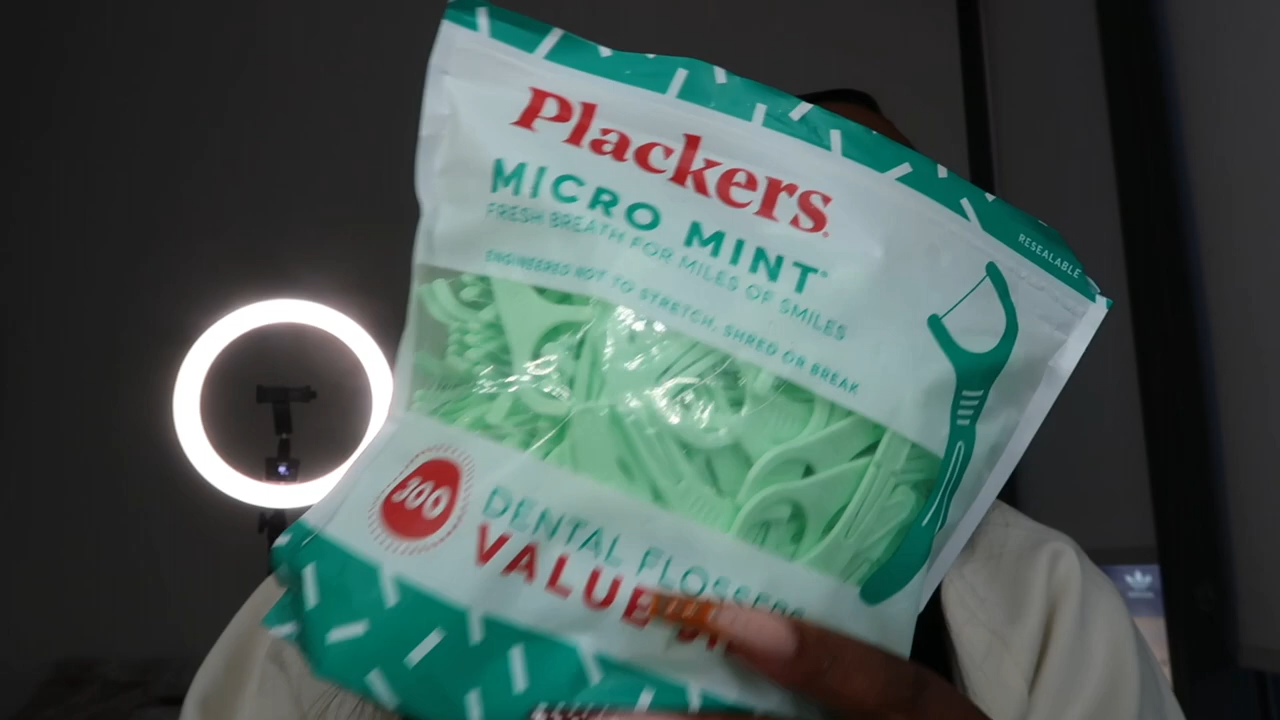 RESEALABLE
Plackers
MICRO MINT
FRESH BREATH FOR MILES OF SMILES
ENGINEERED NOT TO STRETCH, SHRED OR BREAK
300
DENTAL FLOSSERS
VALUE